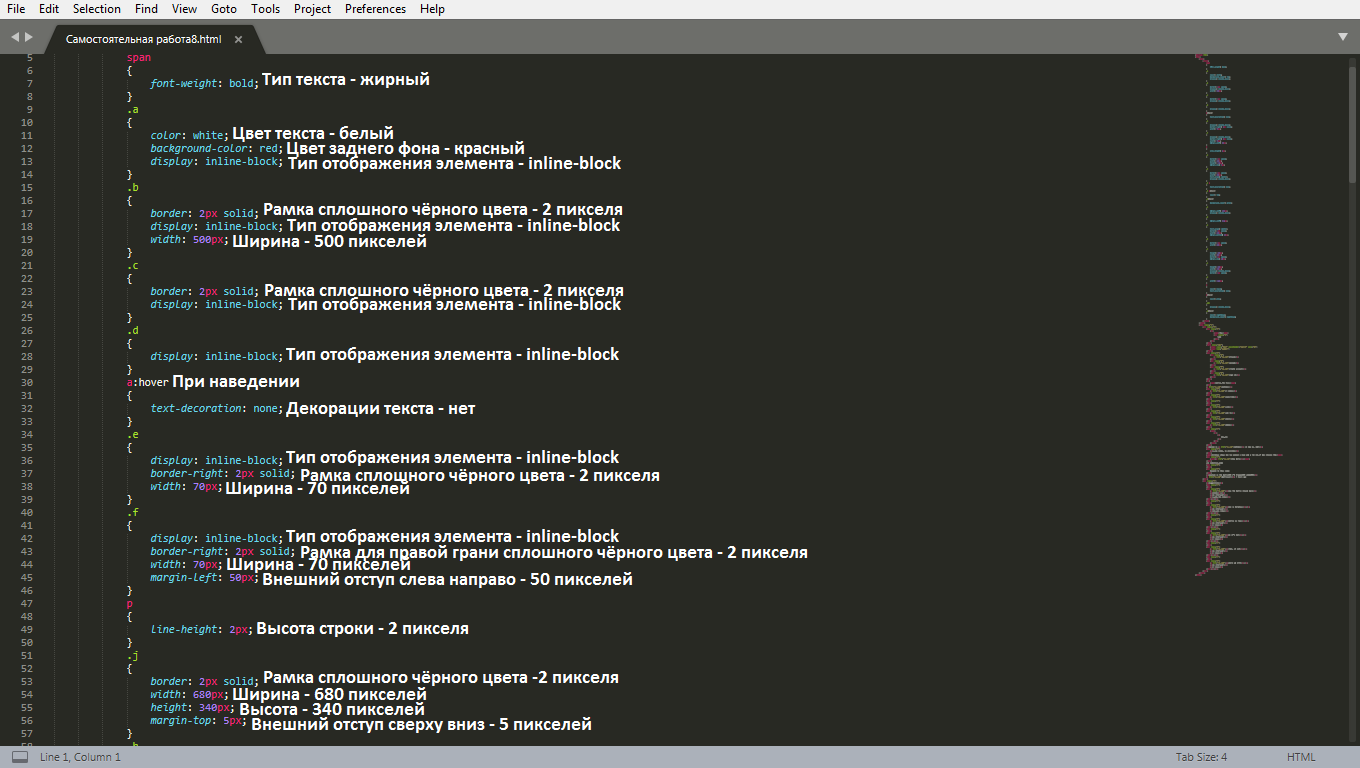 File Edit Selection Find View Goto Tools Project Preferences Help
Самостоятельная работа8.html ×
5 span
6 {
7 font-weight: bold; Тип текста - жирный
8 }
9 .a
10 {
11 color: white; Цвет текста - белый
12 background-color: red; Цвет заднего фона - красный
13 display: inline-block; Тип отображения элемента - inline-block
14 }
15 .b
16 {
17 border: 2px solid; Рамка сплошного чёрного цвета - 2 пикселя
18 display: inline-block; Тип отображения элемента - inline-block
19 width: 500px; Ширина - 500 пикселей
20 }
21 .c
22 {
23 border: 2px solid; Рамка сплошного чёрного цвета - 2 пикселя
24 display: inline-block; Тип отображения элемента - inline-block
25 }
26 .d
27 {
28 display: inline-block; Тип отображения элемента - inline-block
29 }
30 a:hover При наведении
31 {
32 text-decoration: none; Декорации текста - нет
33 }
34 .e
35 {
36 display: inline-block; Тип отображения элемента - inline-block
37 border-right: 2px solid; Рамка сплошного чёрного цвета - 2 пикселя
38 width: 70px; Ширина - 70 пикселей
39 }
40 .f
41 {
42 display: inline-block; Тип отображения элемента - inline-block
43 border-right: 2px solid; Рамка для правой грани сплошного чёрного цвета - 2 пикселя
44 width: 70px; Ширина - 70 пикселей
45 margin-left: 50px; Внешний отступ слева направо - 50 пикселей
46 }
47 p
48 {
49 line-height: 2px; Высота строки - 2 пикселя
50 }
51 .j
52 {
53 border: 2px solid; Рамка сплошного чёрного цвета -2 пикселя
54 width: 680px; Ширина - 680 пикселей
55 height: 340px; Высота - 340 пикселей
56 margin-top: 5px; Внешний отступ сверху вниз - 5 пикселей
57 }
Line 1, Column 1 Tab Size: 4 HTML